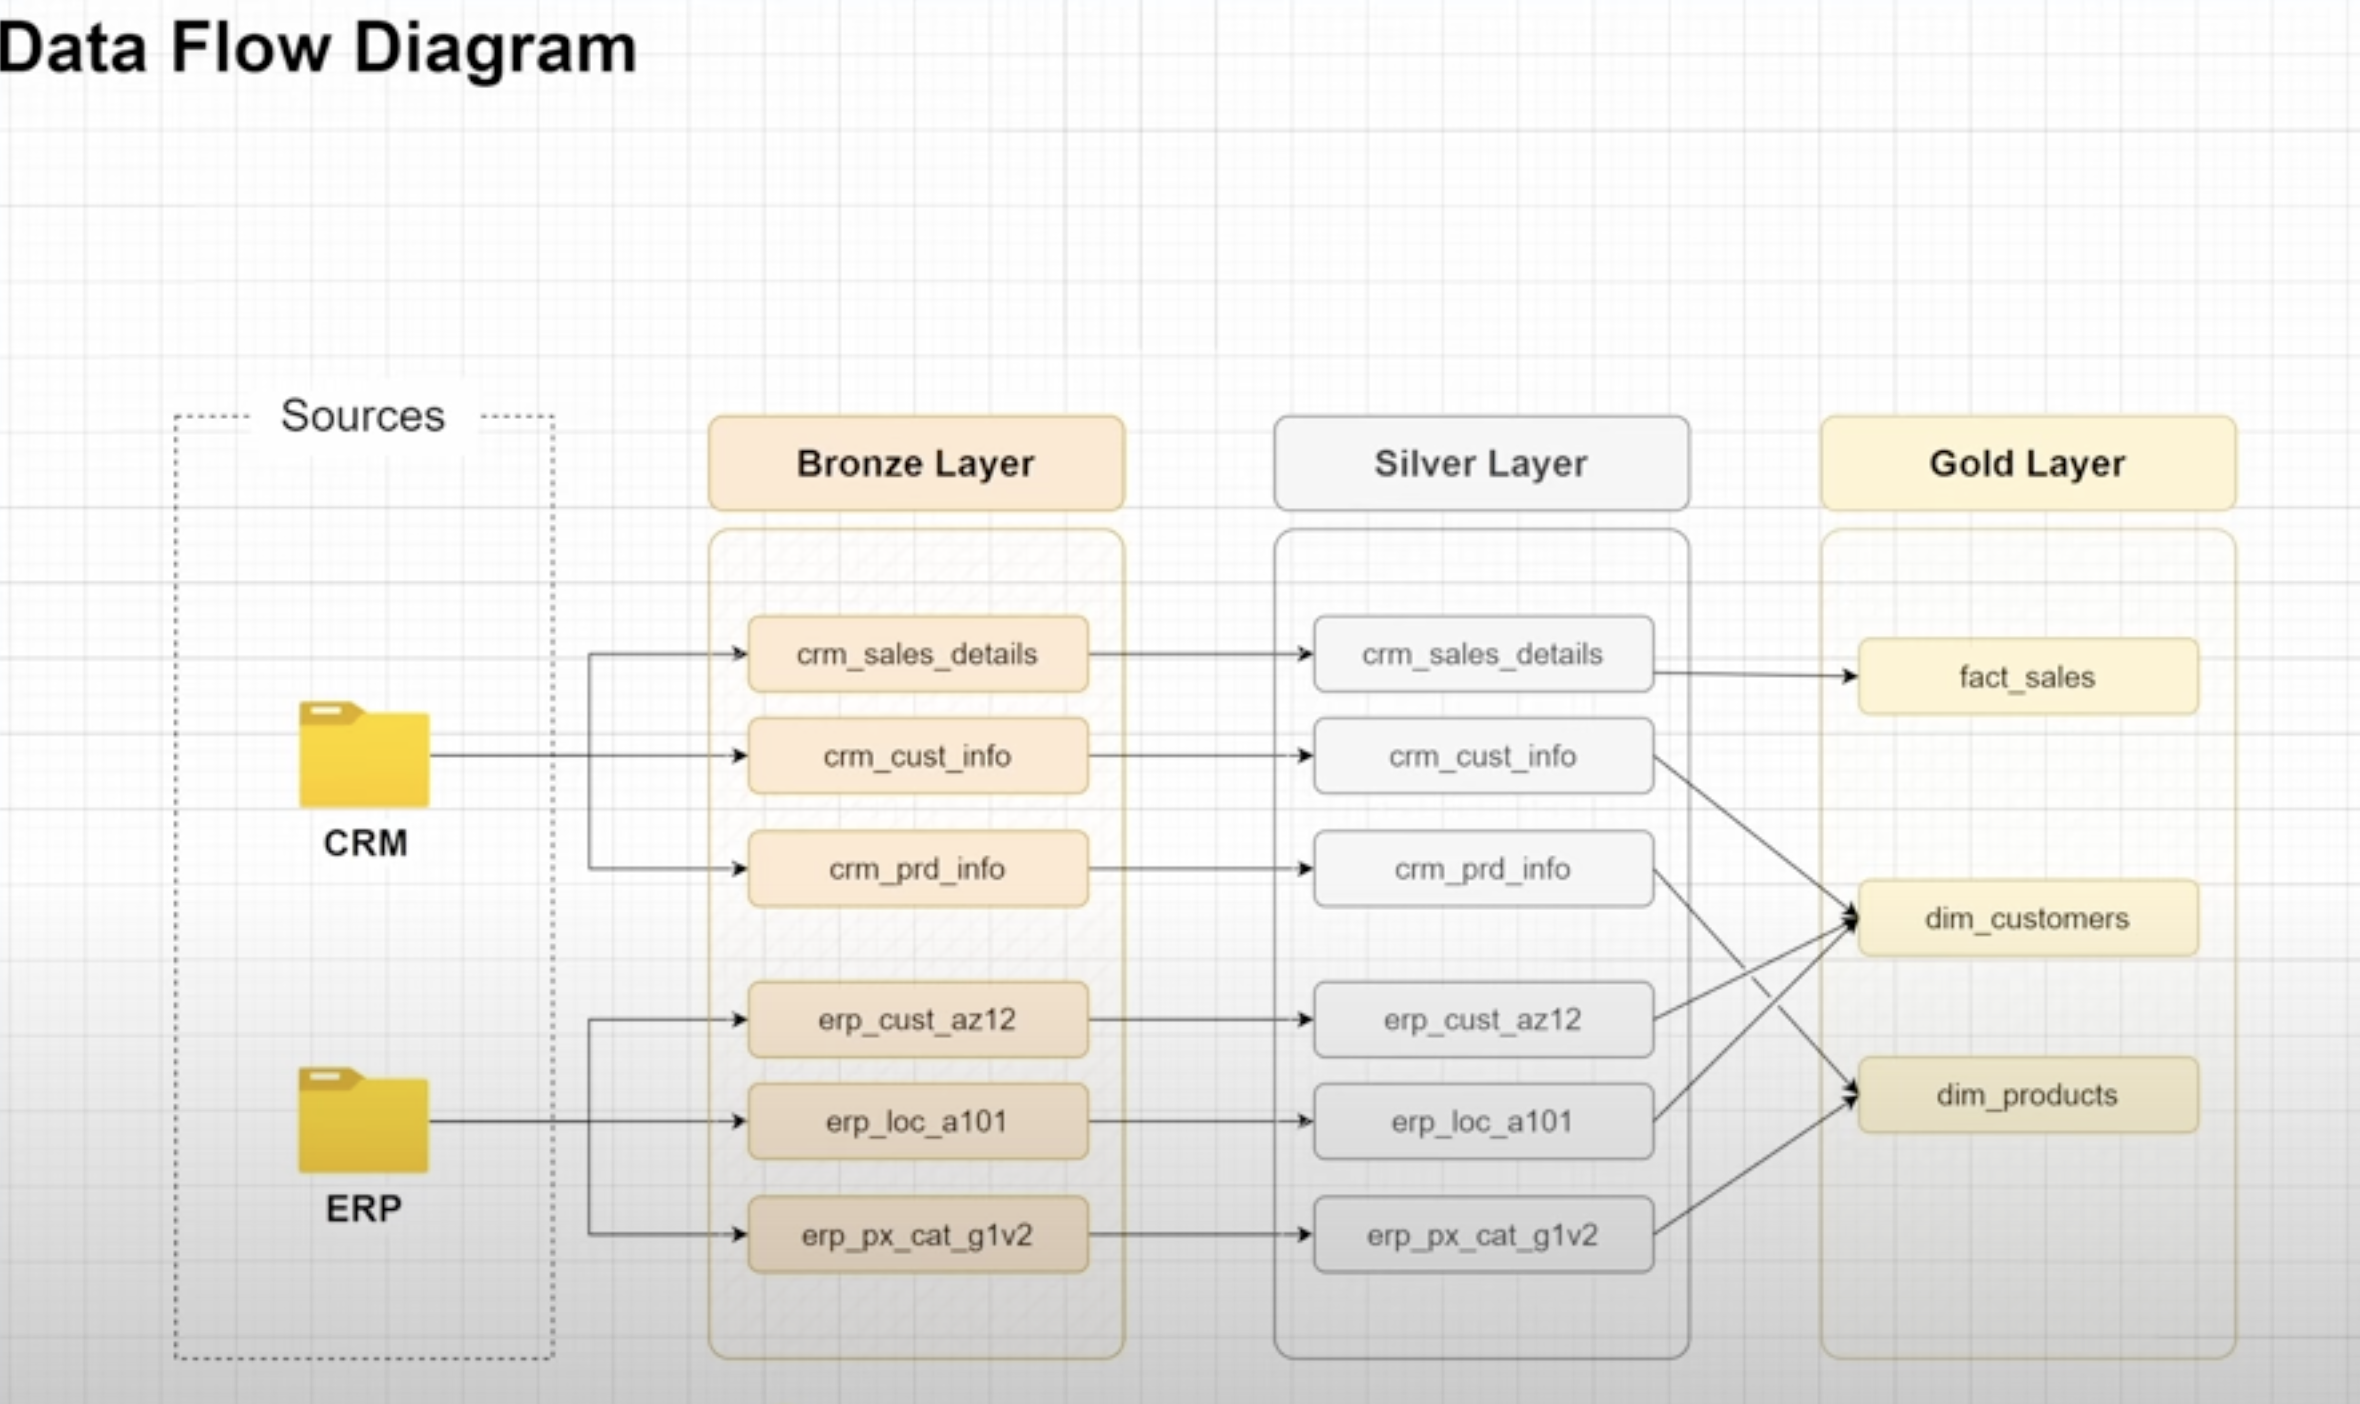 Data Flow Diagram
Sources
CRM
ERP
Bronze Layer
crm_sales_details
crm_cust_info
crm_prd_info
erp_cust_az12
erp_loc_a101
erp_px_cat_g1v2
Silver Layer
crm_sales_details
crm_cust_info
crm_prd_info
erp_cust_az12
erp_loc_a101
erp_px_cat_g1v2
Gold Layer
fact_sales
dim_customers
dim_products